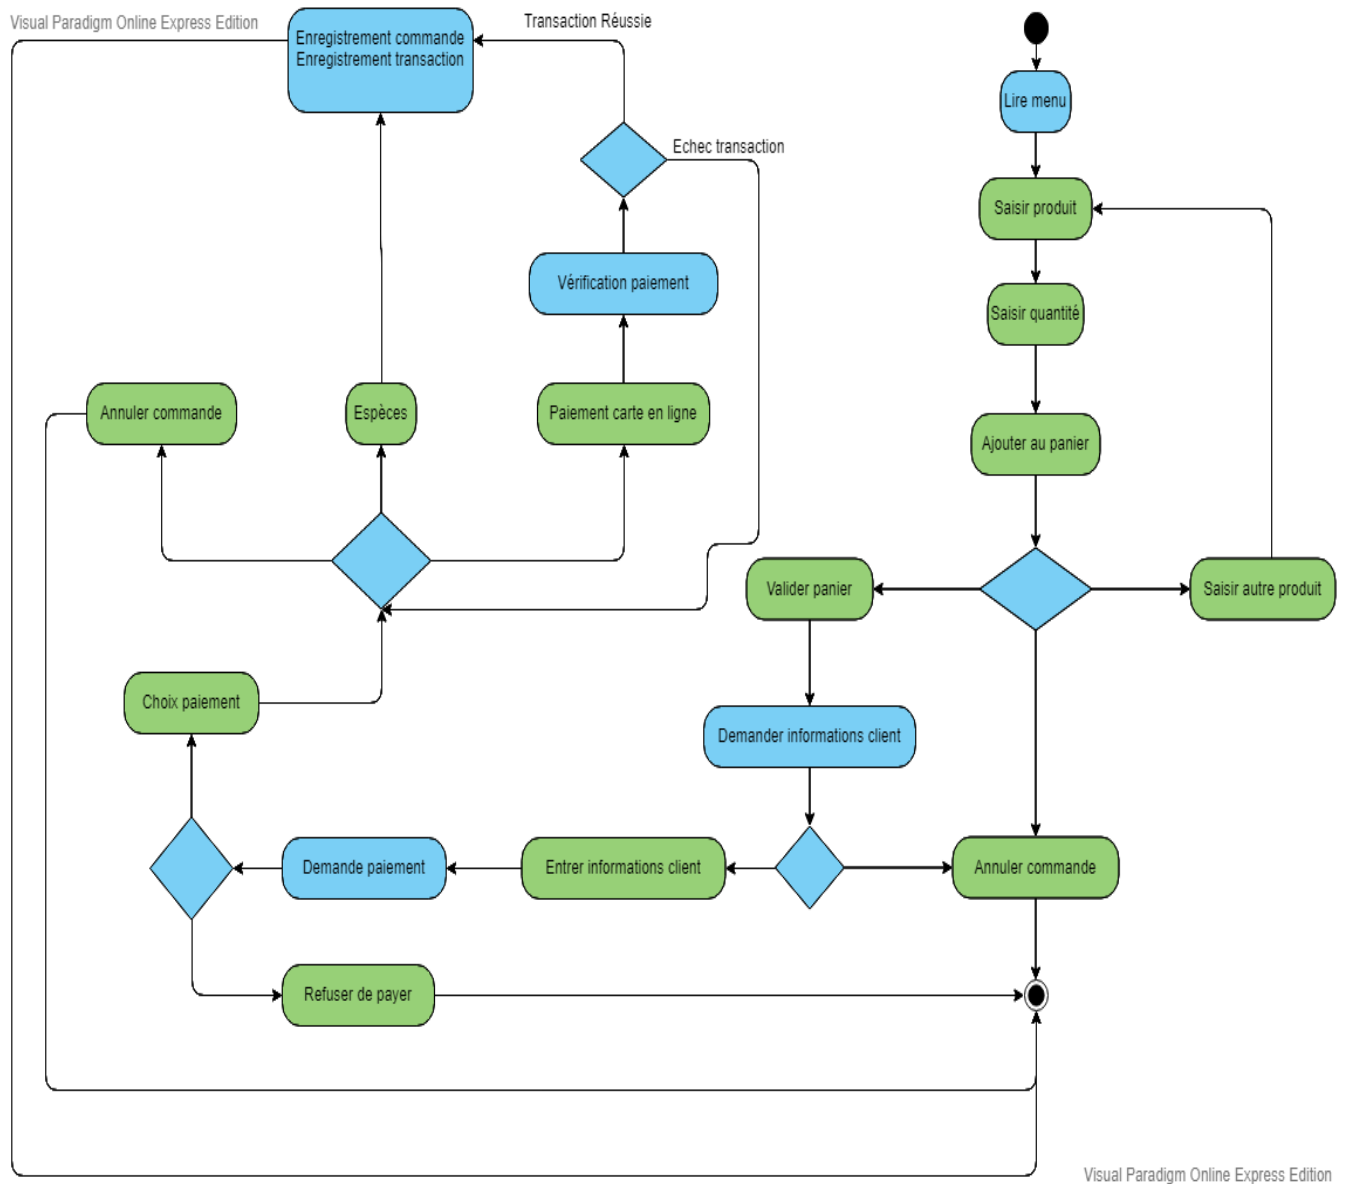 Visual Paradigm Online Express Edition
Transaction Réussie
Enregistrement commande
Enregistrement transaction
Lire menu
Echec transaction
Saisir produit
Vérification paiement
Saisir quantité
Annuler commande
Espèces
Paiement carte en ligne
Ajouter au panier
Valider panier
Saisir autre produit
Choix paiement
Demander informations client
Demande paiement
Entrer informations client
Annuler commande
Refuser de payer
Visual Paradigm Online Express Edition